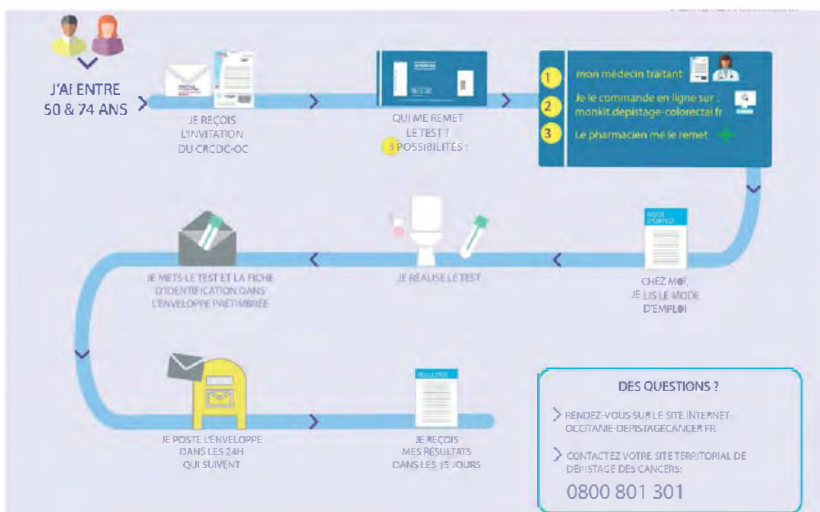 J'AI ENTRE
50 & 74 ANS
JE REÇOIS
L'INVITATION
DU CRCDC-OC
QUI ME REMET
LE TEST ?
3 POSSIBILITÉS :
1 mon médecin traitant
2 Je le commande en ligne sur :
monkit.depistage-colorectal.fr
3 Le pharmacien me le remet
MODE
D'EMPLOI
CHEZ MOI,
JE LIS LE MODE
D'EMPLOI
JE RÉALISE LE TEST
JE METS LE TEST ET LA FICHE
D'IDENTIFICATION DANS
L'ENVELOPPE PRÉTIMBRÉE
JE POSTE L'ENVELOPPE
DANS LES 24H
QUI SUIVENT
RÉSULTATS
JE REÇOIS
MES RÉSULTATS
DANS LES 15 JOURS
DES QUESTIONS ?
RENDEZ-VOUS SUR LE SITE INTERNET
OCCITANIE-DEPISTAGECANCER.FR
CONTACTEZ VOTRE SITE TERRITORIAL DE
DÉPISTAGE DES CANCERS:
0800 801 301